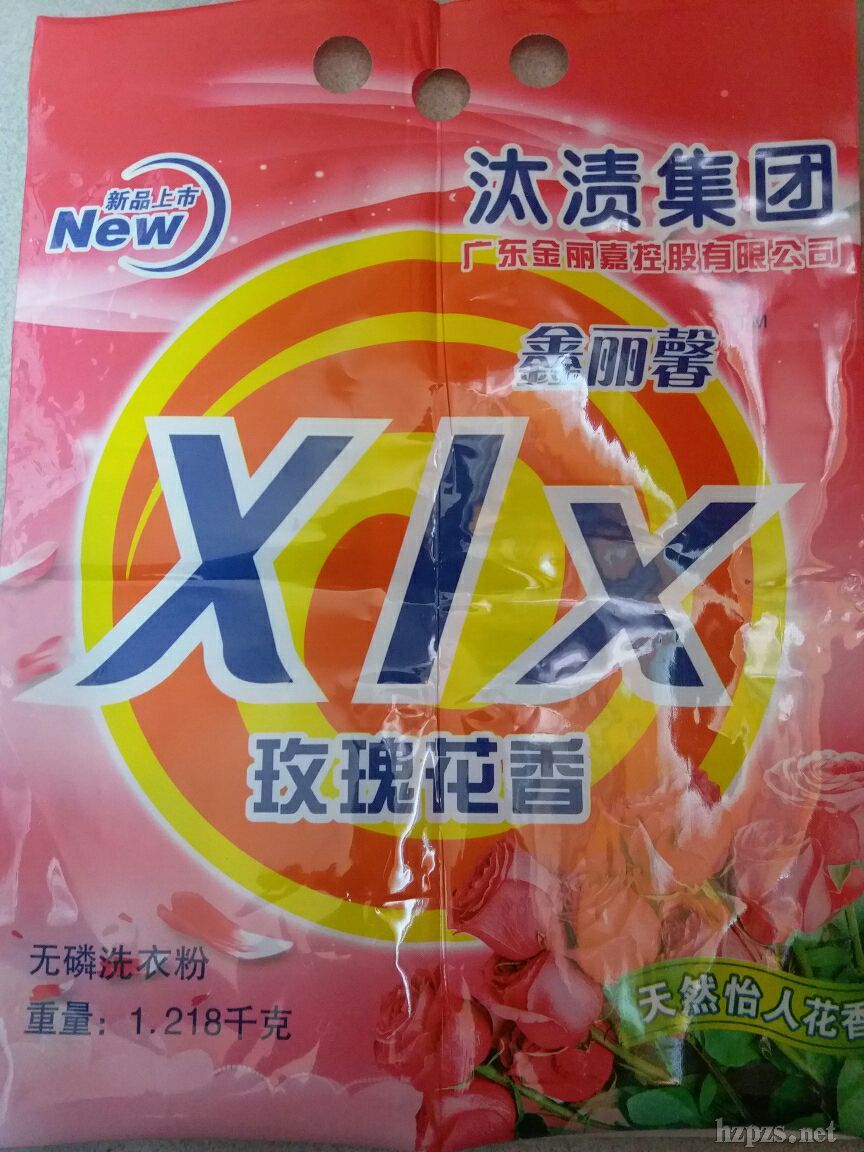 新品上市
New
汰渍集团
广东金丽嘉控股有限公司
TM
鑫丽馨
XIX
玫瑰花香
无磷洗衣粉
重量：1.218千克
天然怡人花香
hzpzs.net